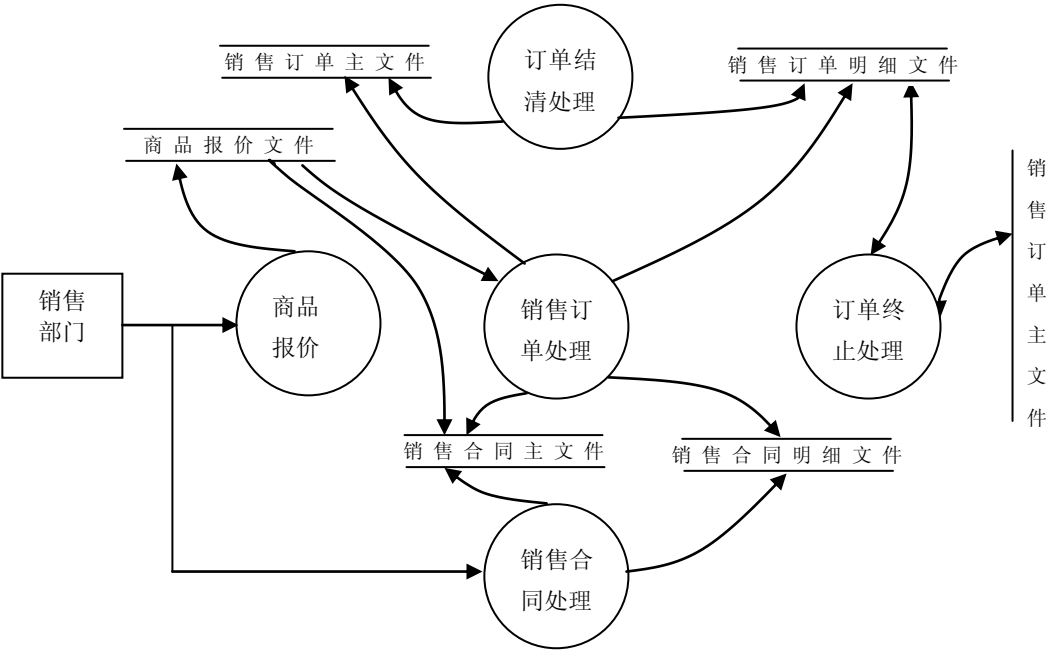 销售订单主文件
订单结
清处理
销售订单明细文件
商品报价文件
销售订单主文件
销售
部门
商品
报价
销售订
单处理
订单终
止处理
销售合同主文件
销售合同明细文件
销售合
同处理